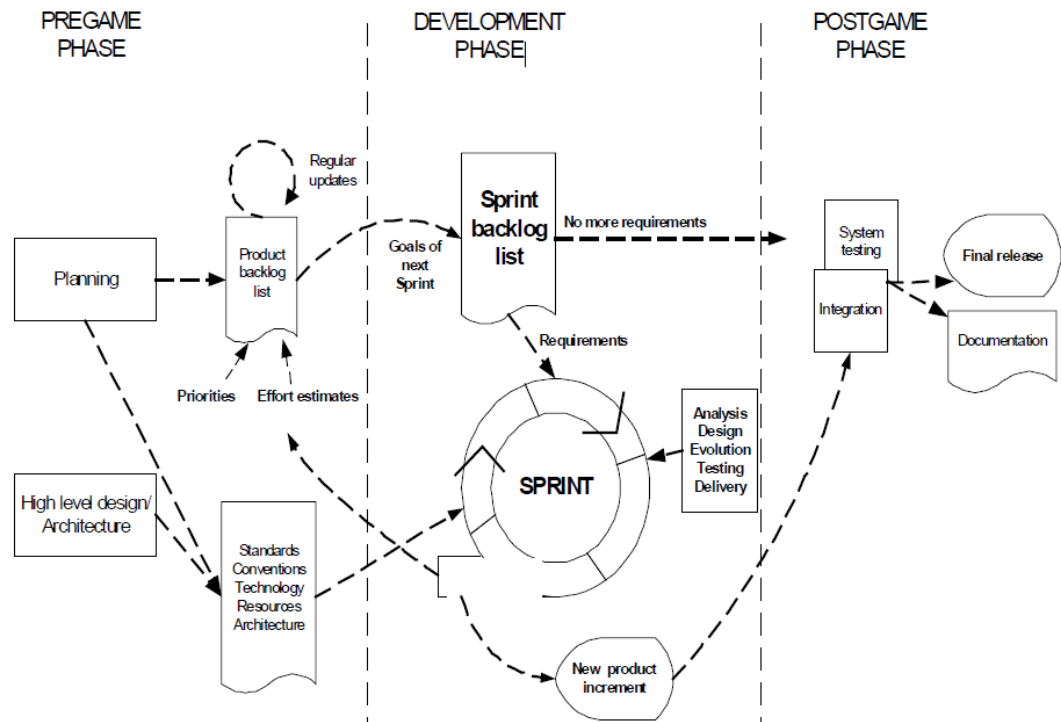 PREGAME
PHASE
DEVELOPMENT
PHASE
POSTGAME
PHASE
Regular
updates
Planning
Product
backlog
list
Goals of
next
Sprint
Sprint
backlog
list
No more requirements
System
testing
Integration
Final release
Documentation
Priorities
Effort estimates
Requirements
High level design/
Architecture
Standards
Conventions
Technology
Resources
Architecture
SPRINT
Analysis
Design
Evolution
Testing
Delivery
New product
increment